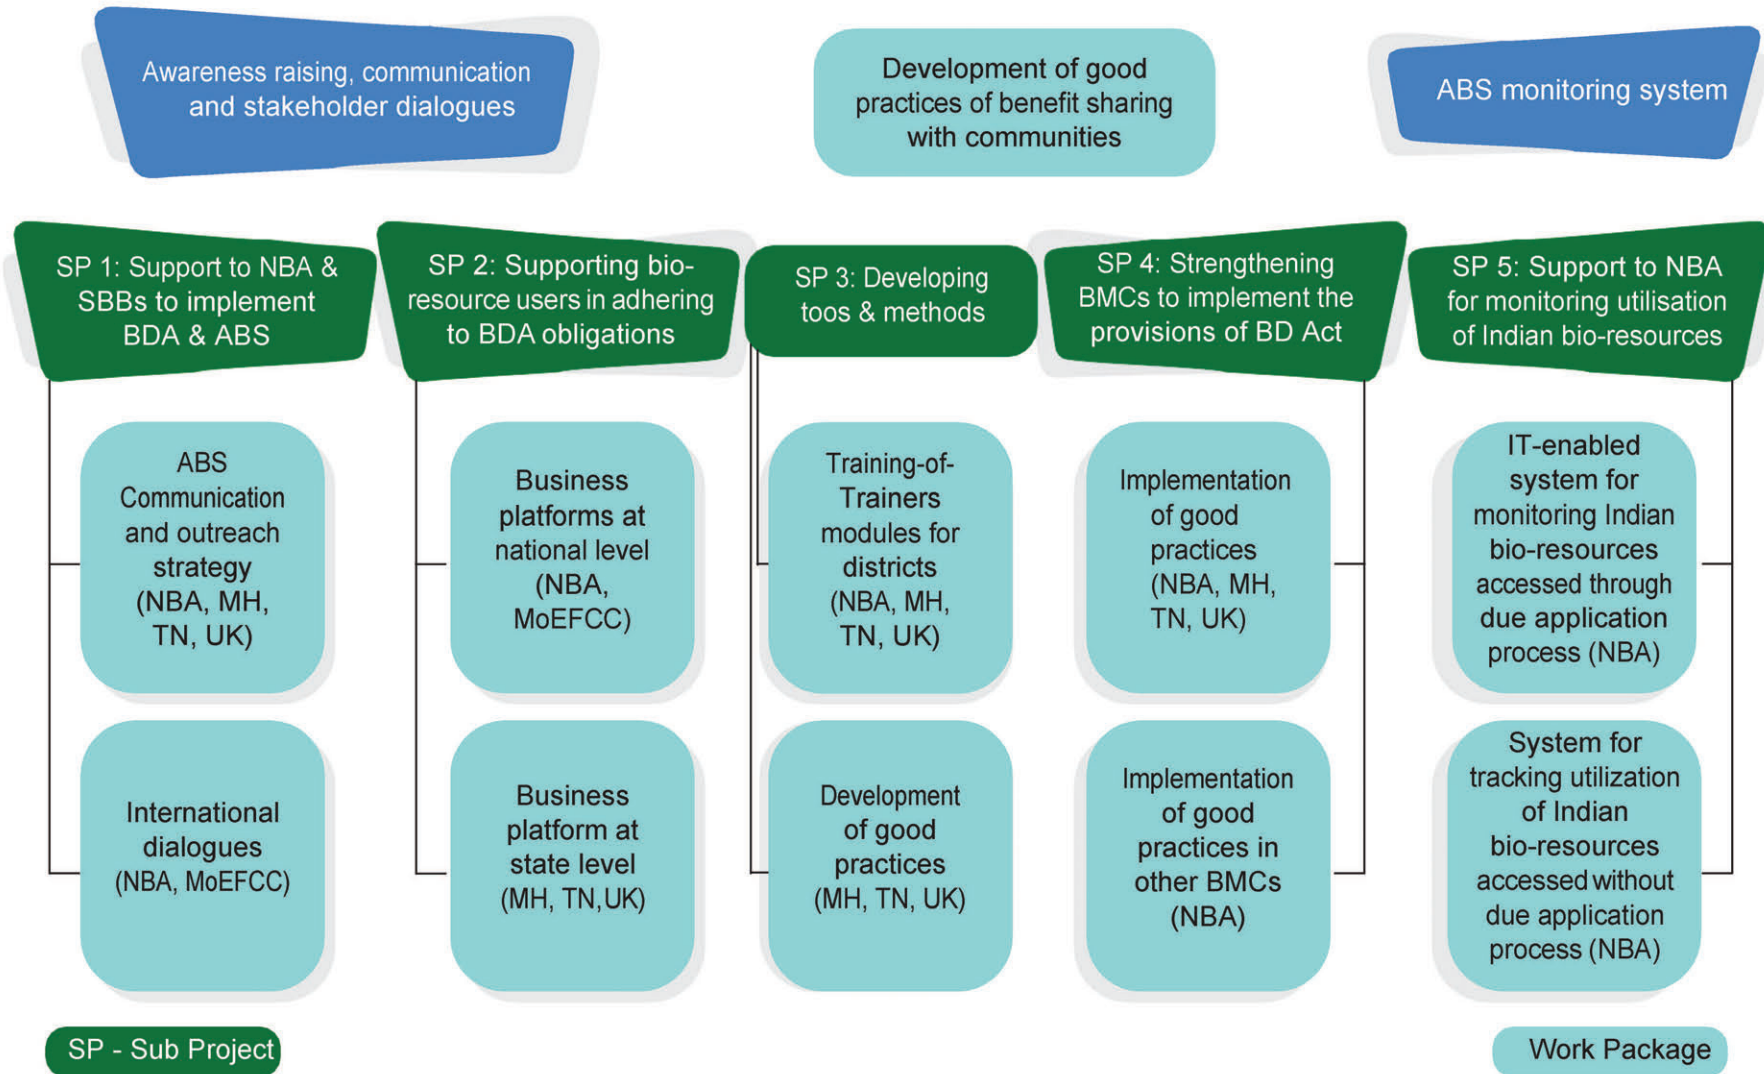 Awareness raising, communication
and stakeholder dialogues
Development of good
practices of benefit sharing
with communities
ABS monitoring system
SP 1: Support to NBA &
SBBs to implement
BDA & ABS
SP 2: Supporting bio-
resource users in adhering
to BDA obligations
SP 3: Developing
toos & methods
SP 4: Strengthening
BMCs to implement the
provisions of BD Act
SP 5: Support to NBA
for monitoring utilisation
of Indian bio-resources
ABS
Communication
and outreach
strategy
(NBA, MH,
TN, UK)
Business
platforms at
national level
(NBA,
MoEFCC)
Training-of-
Trainers
modules for
districts
(NBA, MH,
TN, UK)
Implementation
of good
practices
(NBA, MH,
TN, UK)
IT-enabled
system for
monitoring Indian
bio-resources
accessed through
due application
process (NBA)
International
dialogues
(NBA, MoEFCC)
Business
platform at
state level
(MH, TN,UK)
Development
of good
practices
(MH, TN, UK)
Implementation
of good
practices in
other BMCs
(NBA)
System for
tracking utilization
of Indian
bio-resources
accessed without
due application
process (NBA)
SP - Sub Project
Work Package